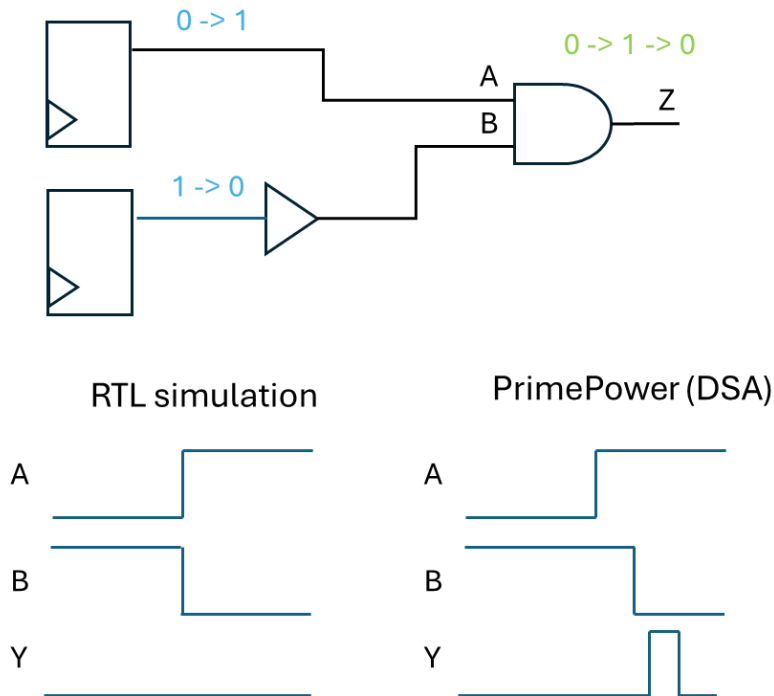 0 -> 1
0 -> 1 -> 0
A
B
Z
1 -> 0
RTL simulation
PrimePower (DSA)
A
A
B
B
Y
Y